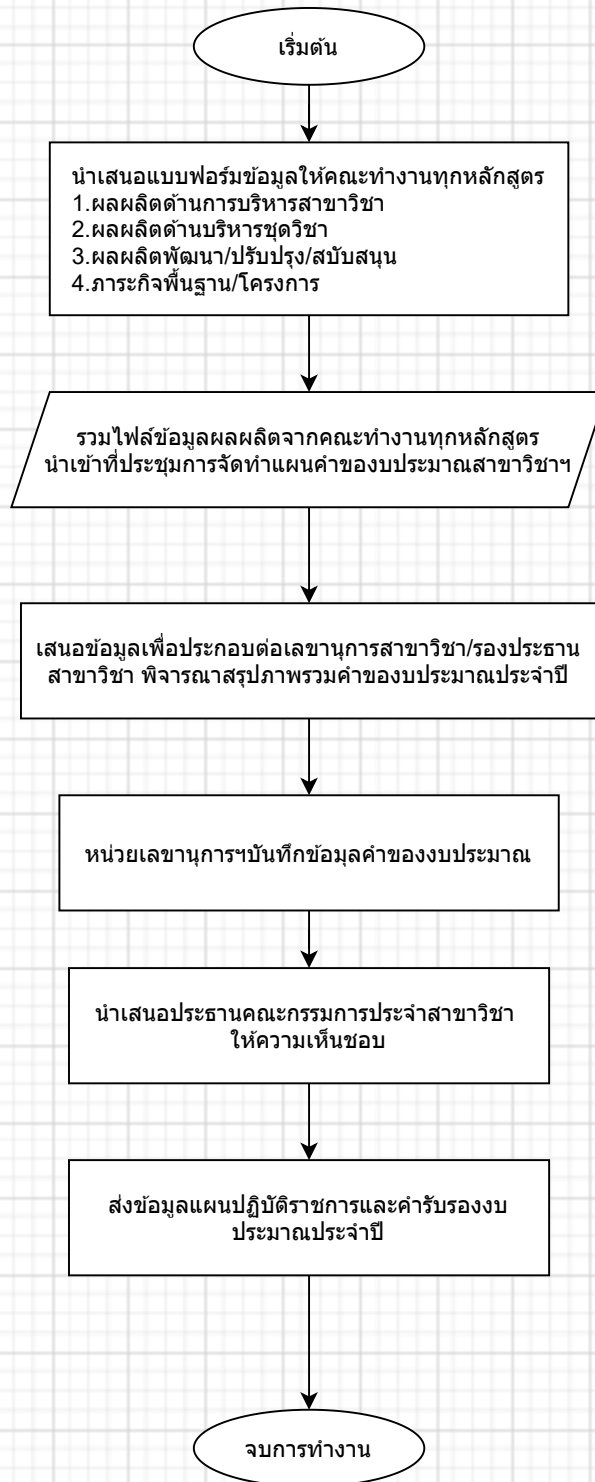 เริ่มต้น
นำเสนอแบบฟอร์มข้อมูลให้คณะทำงานทุกหลักสูตร
1.ผลผลิตด้านการบริหารสาขาวิชา
2.ผลผลิตด้านบริหารชุดวิชา
3.ผลผลิตพัฒนา/ปรับปรุง/สบับสนุน
4.ภาระกิจพื้นฐาน/โครงการ
รวมไฟล์ข้อมูลผลผลิตจากคณะทำงานทุกหลักสูตร
นำเข้าที่ประชุมการจัดทำแผนคำของบประมาณสาขาวิชาฯ
เสนอข้อมูลเพื่อประกอบต่อเลขานุการสาขาวิชา/รองประธาน
สาขาวิชา พิจารณาสรุปภาพรวมคำของบประมาณประจำปี
หน่วยเลขานุการฯบันทึกข้อมุลคำของงบประมาณ
นำเสนอประธานคณะกรรมการประจำสาขาวิชา
ให้ความเห็นชอบ
ส่งข้อมูลแผนปฏิบัติราชการและคำรับรองงบ
ประมาณประจำปี
จบการทำงาน